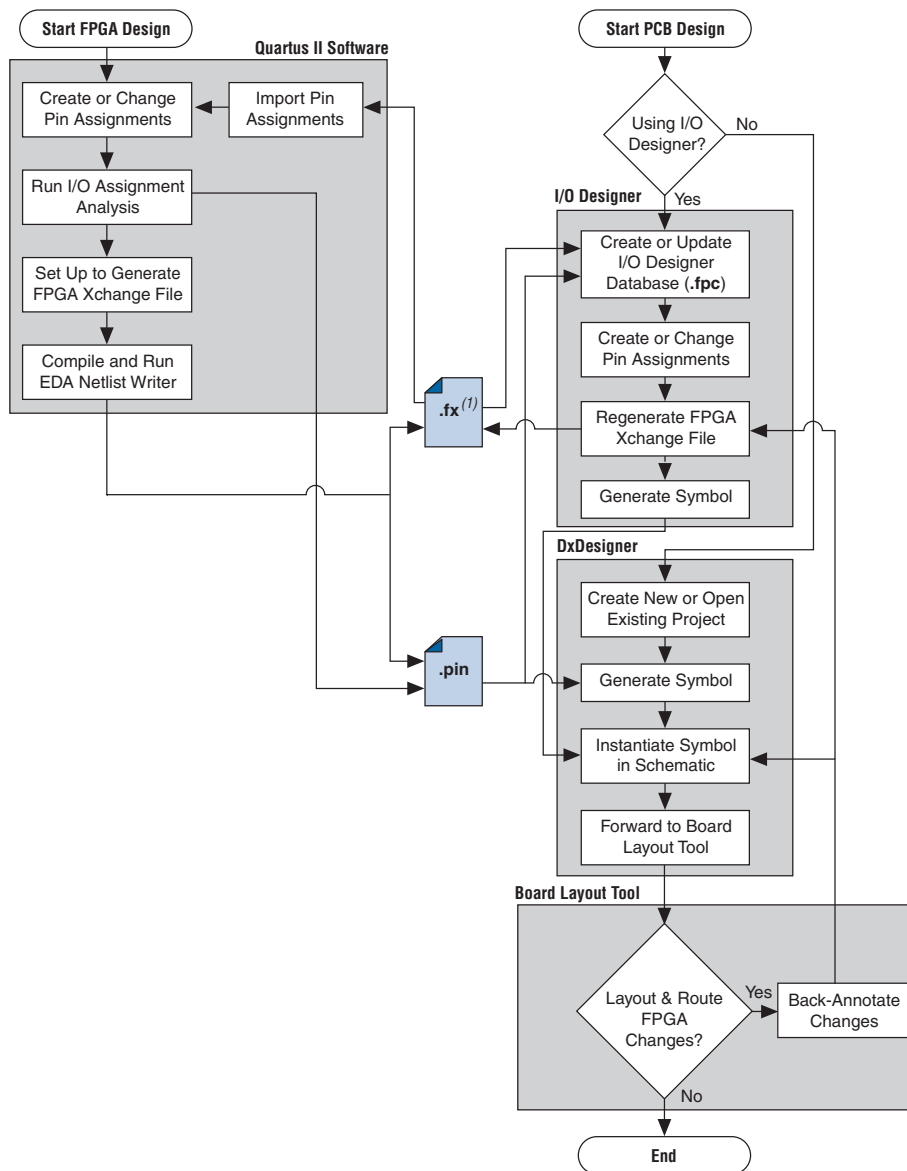 Start FPGA Design
Start PCB Design
Quartus II Software
Create or Change
Pin Assignments
Import Pin
Assignments
Using I/O
Designer?
No
Yes
Run I/O Assignment
Analysis
I/O Designer
Create or Update
I/O Designer
Database (.fpc)
Set Up to Generate
FPGA Xchange File
Create or Change
Pin Assignments
Compile and Run
EDA Netlist Writer
.fx (1)
Regenerate FPGA
Xchange File
Generate Symbol
DxDesigner
Create New or Open
Existing Project
.pin
Generate Symbol
Instantiate Symbol
in Schematic
Forward to Board
Layout Tool
Board Layout Tool
Layout & Route
FPGA
Changes?
Yes
Back-Annotate
Changes
No
End